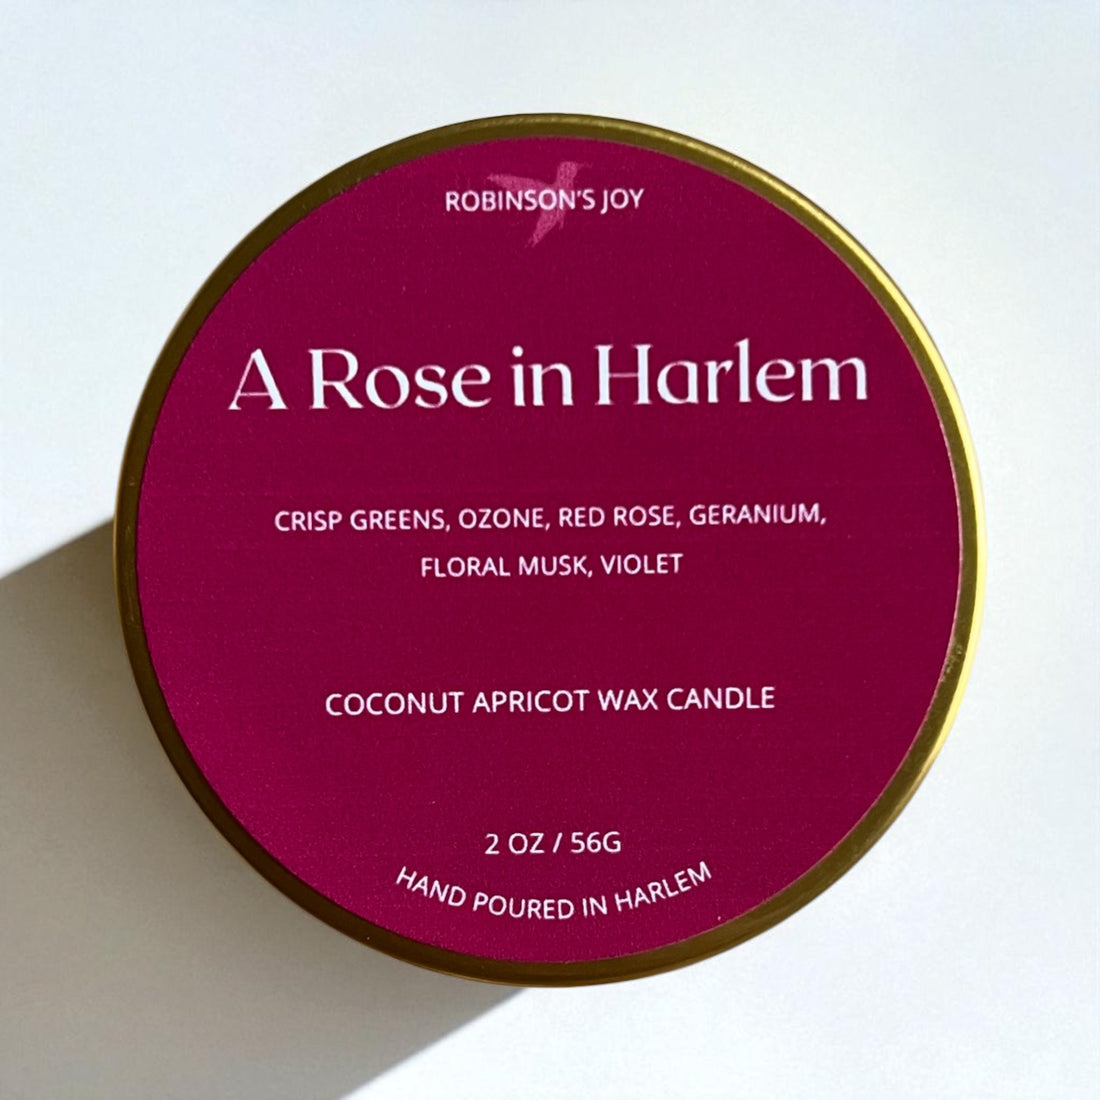 ROBINSON'S JOY
A Rose in Harlem
CRISP GREENS, OZONE, RED ROSE, GERANIUM,
FLORAL MUSK, VIOLET
COCONUT APRICOT WAX CANDLE
2 OZ / 56G
HAND POURED IN HARLEM